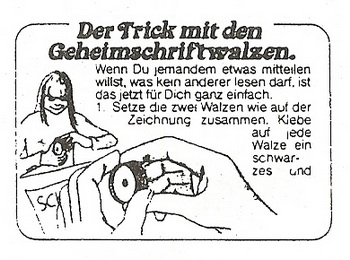 Der Trick mit den
Geheimschriftwalzen.
Wenn Du jemandem etwas mitteilen
willst, was kein anderer lesen darf, ist
das jetzt für Dich ganz einfach.
1. Setze die zwei Walzen wie auf der
Zeichnung zusammen. Klebe
auf jede
Walze ein
schwar-
zes und
SCH